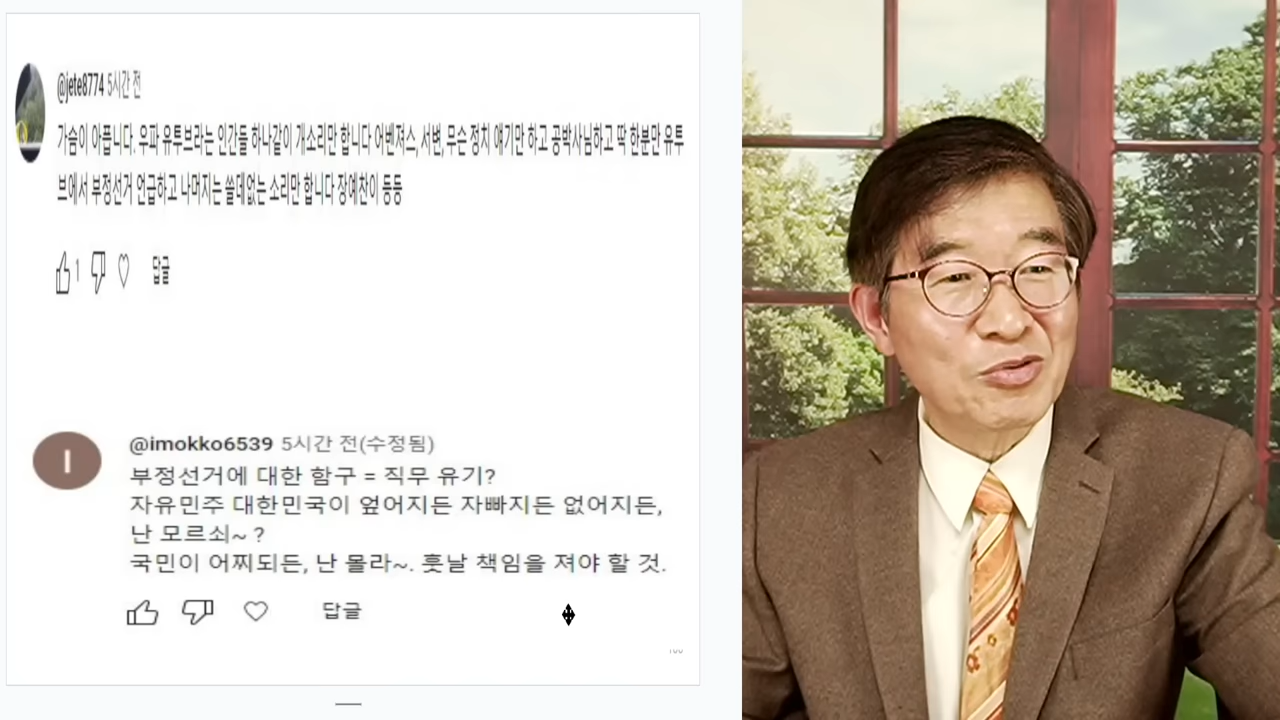 @jete8774 5시간 전
가슴이 아픕니다. 우파 유투브라는 인간들 하나같이 개소리만 합니다 어벤져스, 서변, 무슨 정치 얘기만 하고 공박사님하고 딱 한분만 유투
브에서 부정선거 언급하고 나머지는 쓸데없는 소리만 합니다 장예찬이 등등
1 답글
I
@imokko6539 5시간 전(수정됨)
부정선거에 대한 함구 = 직무 유기?
자유민주 대한민국이 엎어지든 자빠지든 없어지든,
난 모르쇠~ ?
국민이 어찌되든, 난 몰라~. 훗날 책임을 져야 할 것.
답글